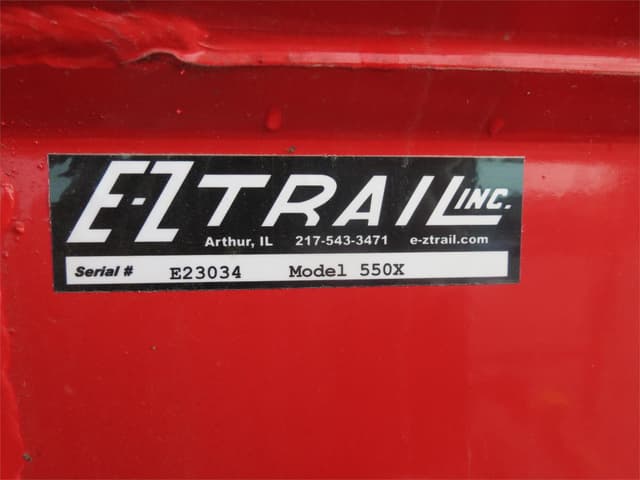 E-Z TRAIL INC.
Arthur, IL 217-543-3471 e-ztrail.com
Serial # E23034 Model 550X